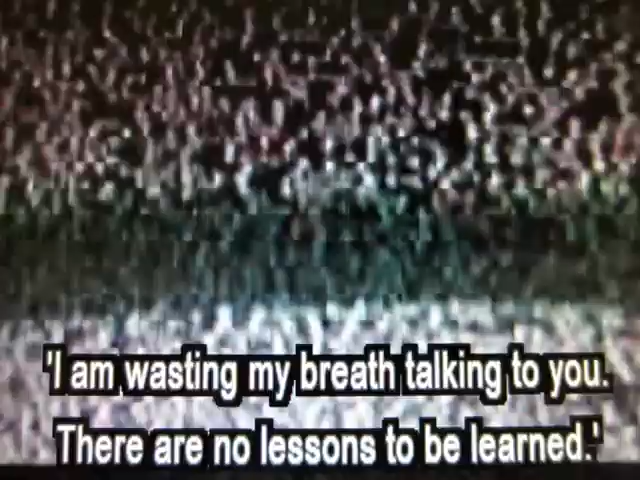 'I am wasting my breath talking to you.
There are no lessons to be learned.'